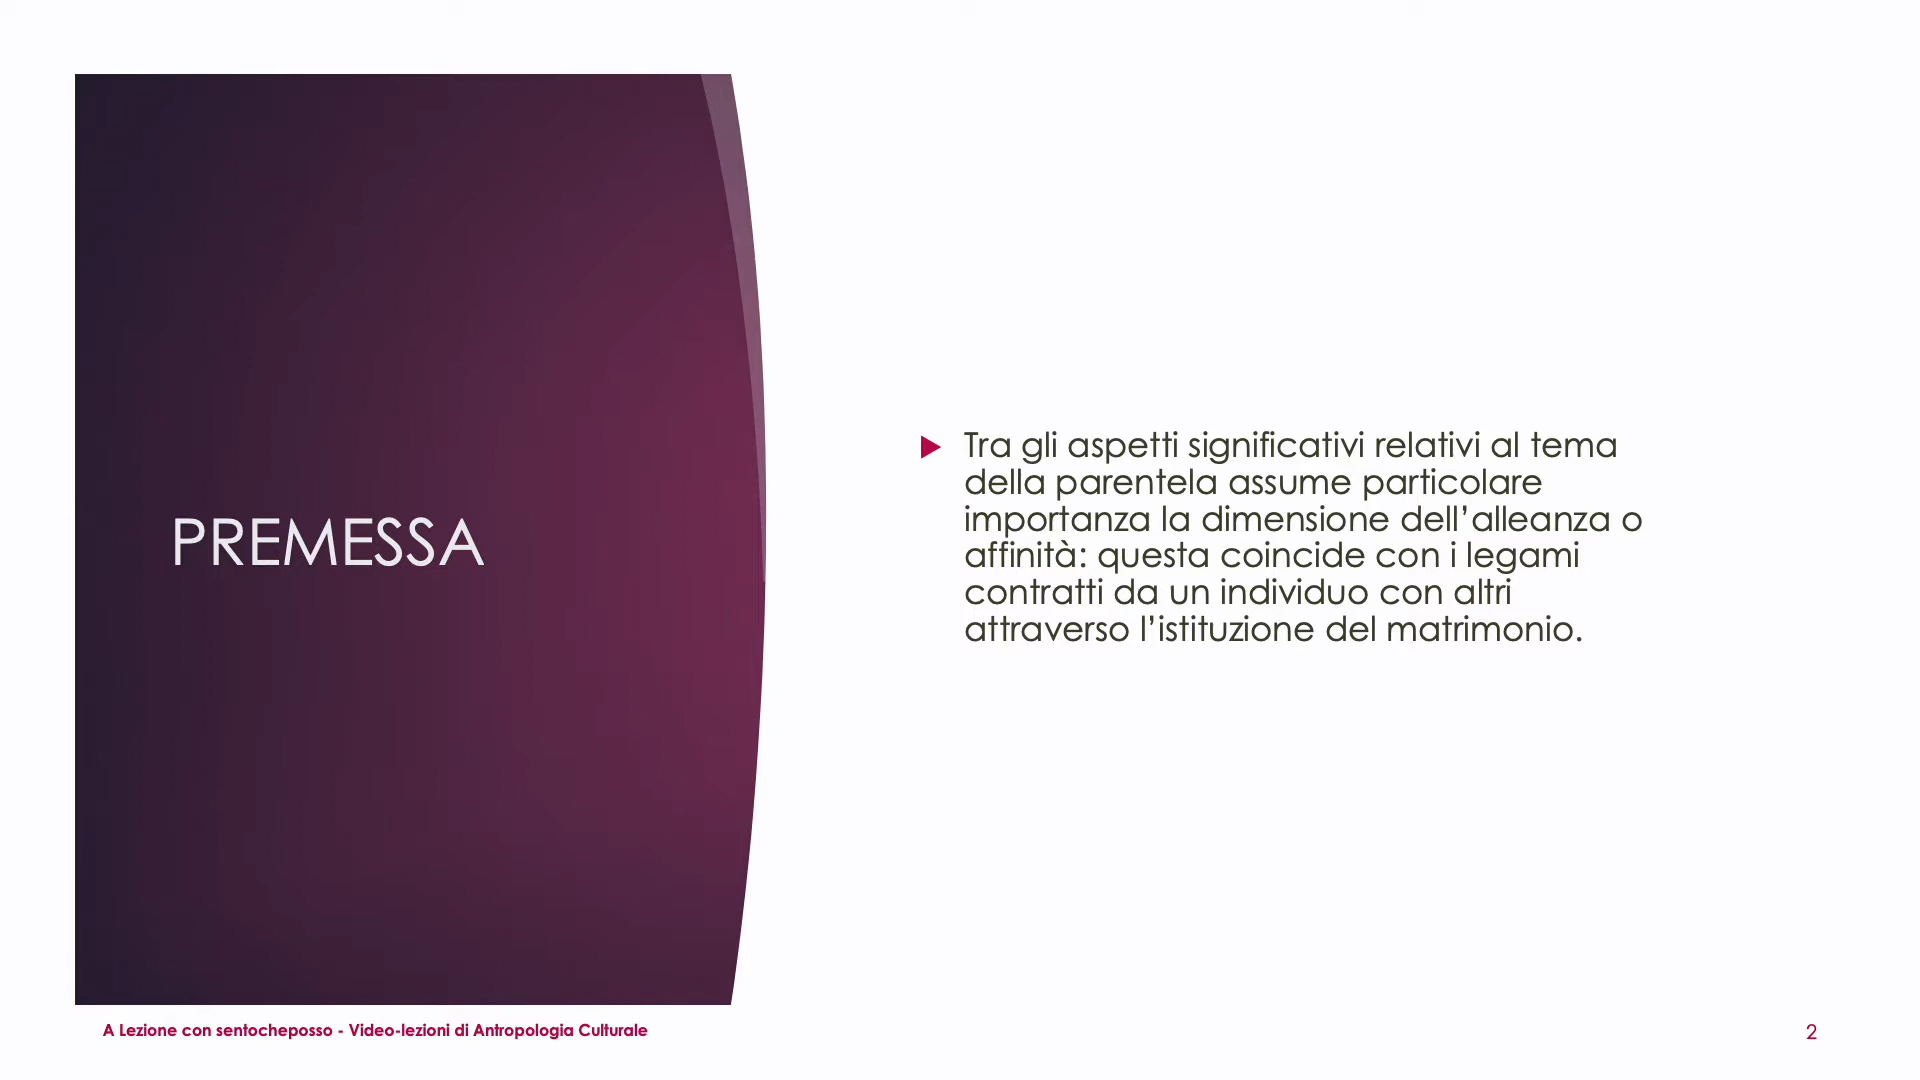 PREMESSA
Tra gli aspetti significativi relativi al tema
della parentela assume particolare
importanza la dimensione dell’alleanza o
affinità: questa coincide con i legami
contratti da un individuo con altri
attraverso l’istituzione del matrimonio.
A Lezione con sentocheposso - Video-lezioni di Antropologia Culturale
2